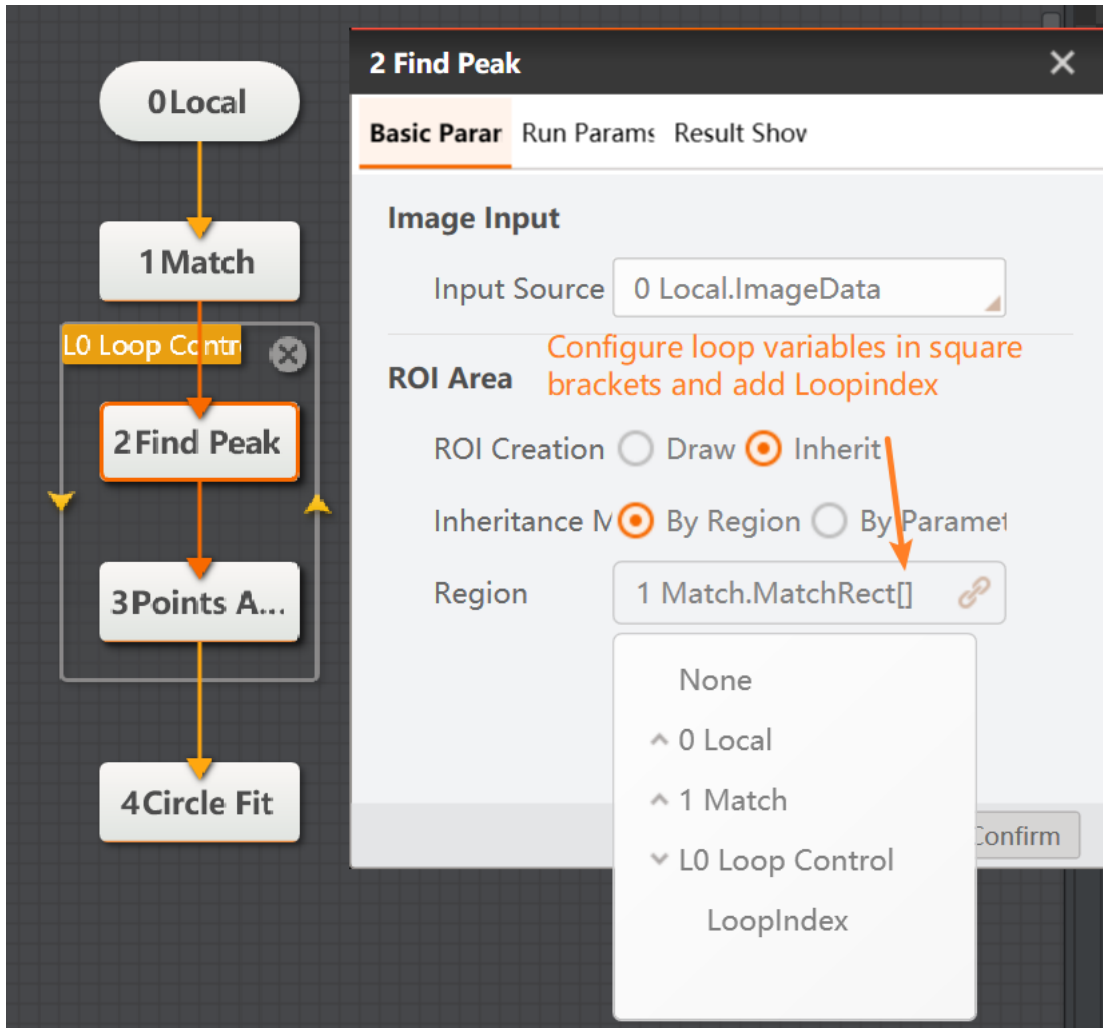 0Local
1Match
L0 Loop Contr
2Find Peak
3Points A...
4Circle Fit
2 Find Peak
Basic Parar Run Params Result Shov
Image Input
Input Source 0 Local.ImageData
Configure loop variables in square
brackets and add Loopindex
ROI Area
ROI Creation Draw Inherit
Inheritance M By Region By Paramet
Region 1 Match.MatchRect[]
None
0 Local
1 Match
L0 Loop Control
LoopIndex
Confirm